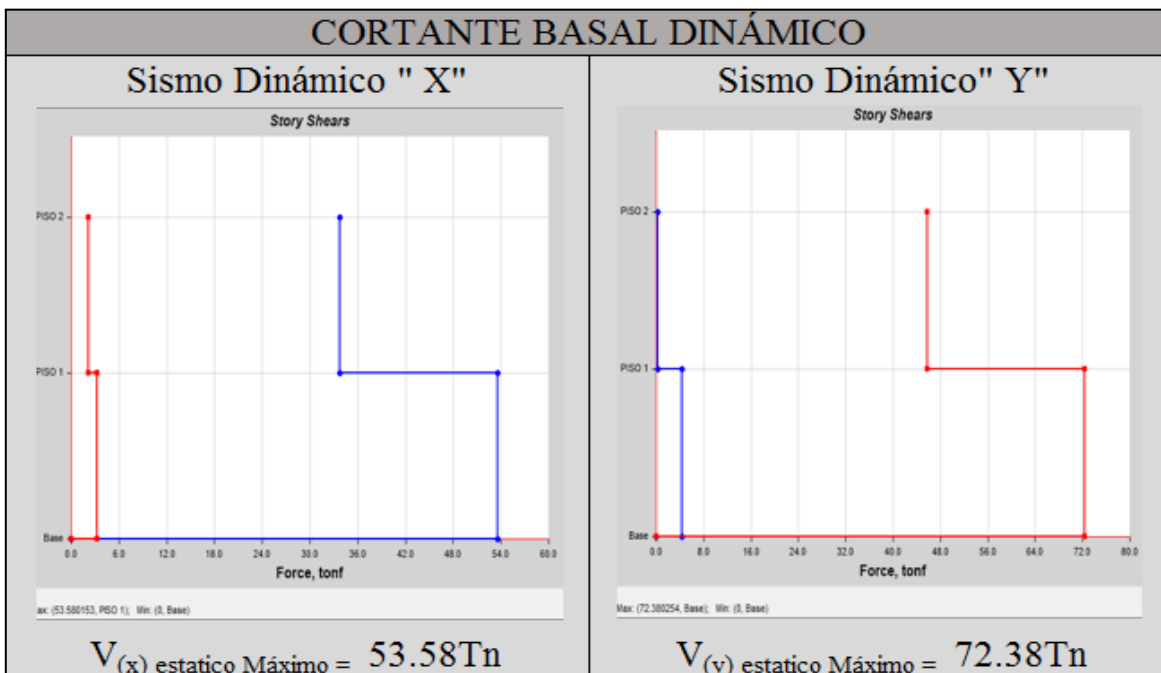 CORTANTE BASAL DINÁMICO
Sismo Dinámico " X"
Story Shears
PISO 2
PISO 1
Base
0.0 6.0 12.0 18.0 24.0 30.0 36.0 42.0 48.0 54.0 60.0
Force, tonf
ax: (53.580153, PISO 1); Min: (0, Base)
V(x) estatico Máximo = 53.58Tn
Sismo Dinámico" Y"
Story Shears
PISO 2
PISO 1
Base
0.0 8.0 16.0 24.0 32.0 40.0 48.0 56.0 64.0 72.0 80.0
Force, tonf
Max: (72.380254, Base); Min: (0, Base)
V(y) estatico Máximo = 72.38Tn